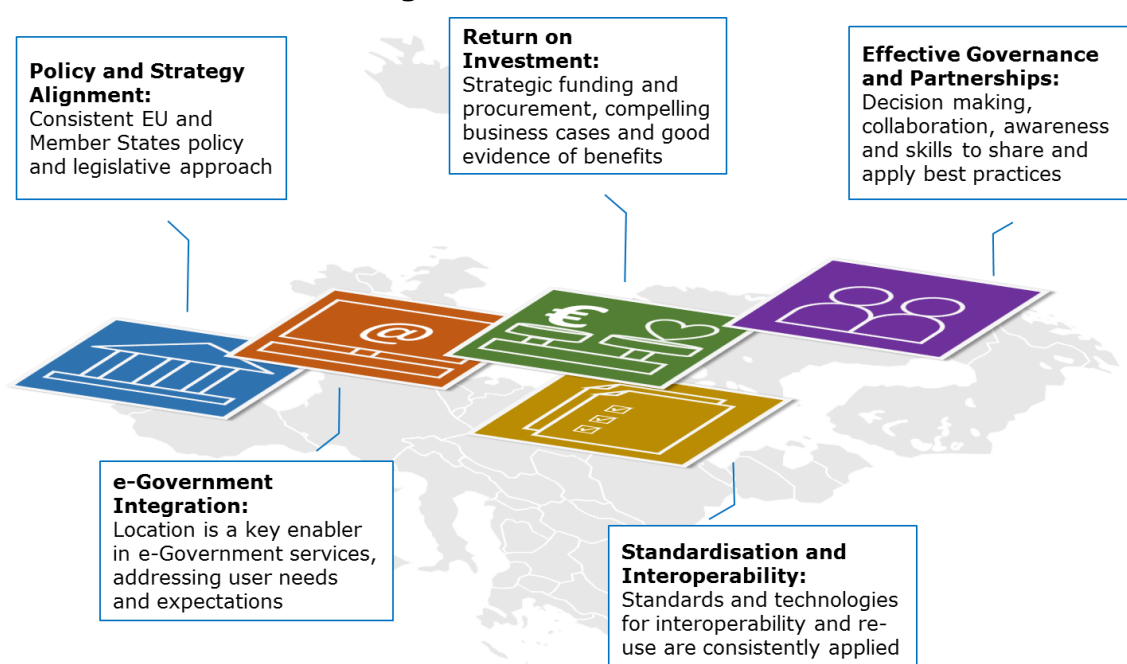 Policy and Strategy
Alignment:
Consistent EU and
Member States policy
and legislative approach
Return on
Investment:
Strategic funding and
procurement, compelling
business cases and good
evidence of benefits
Effective Governance
and Partnerships:
Decision making,
collaboration, awareness
and skills to share and
apply best practices
@
€
e-Government
Integration:
Location is a key enabler
in e-Government services,
addressing user needs
and expectations
Standardisation and
Interoperability:
Standards and technologies
for interoperability and re-
use are consistently applied